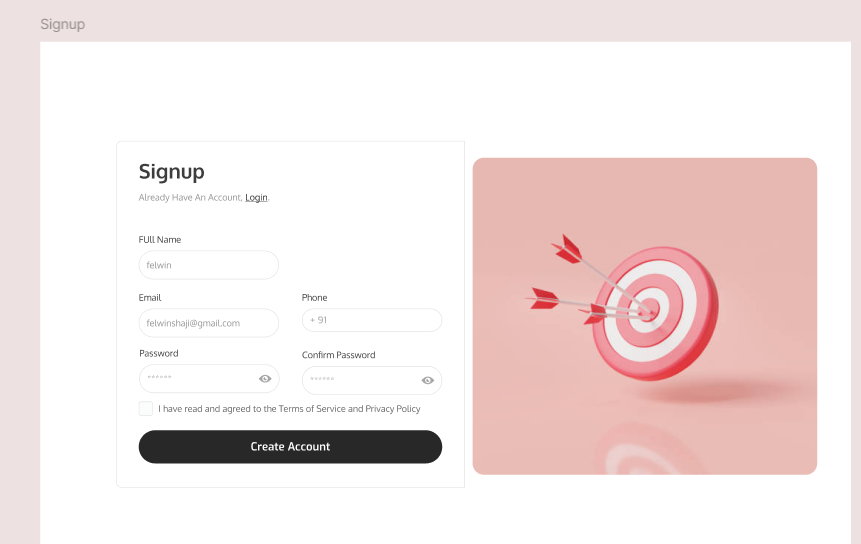 Signup
Signup
Already Have An Account, Login.
FUll Name
felwin
Email
Phone
felwinshaji@gmail.com
+ 91
Password
Confirm Password
******
******
I have read and agreed to the Terms of Service and Privacy Policy
Create Account